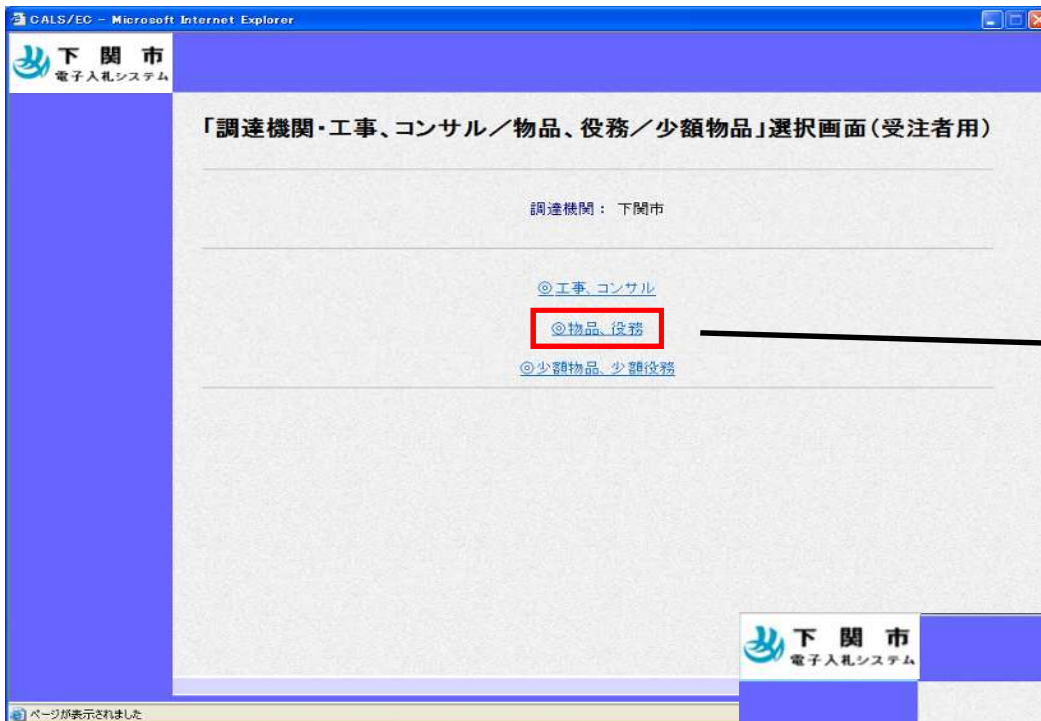 CALS/EC - Microsoft Internet Explorer
下 関 市
電子入札システム
「調達機関・工事、コンサル／物品、役務／少額物品」選択画面(受注者用)
調達機関： 下関市
◎工事、コンサル
◎物品、役務
◎少額物品、少額役務
下 関 市
電子入札システム
ページが表示されました